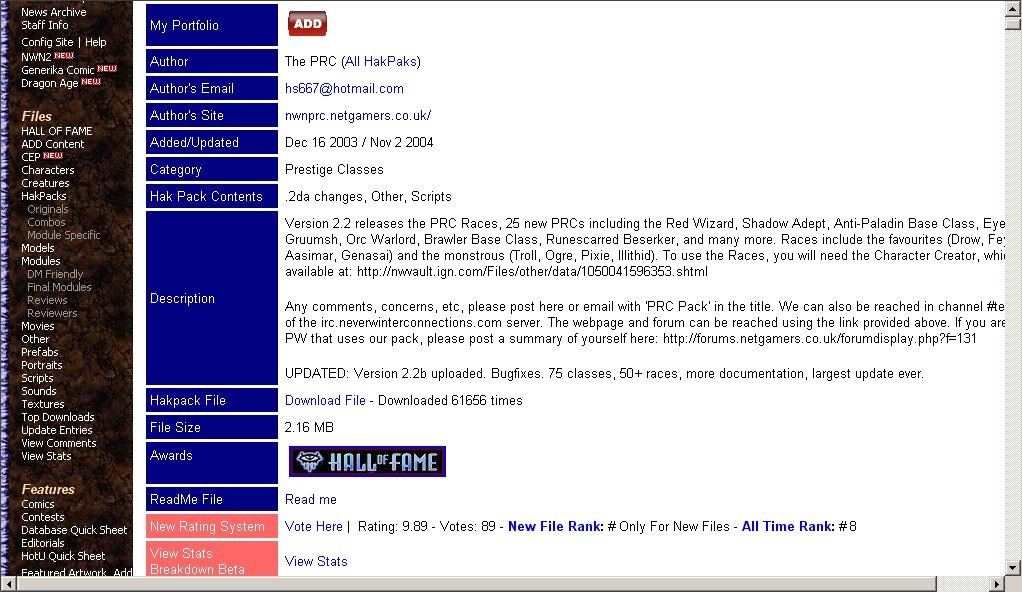 News Archive
Staff Info
Config Site | Help
NWN2 NEW
Generika Comic NEW
Dragon Age NEW
Files
HALL OF FAME
ADD Content
CEP NEW
Characters
Creatures
HakPacks
Originals
Combos
Module Specific
Models
Modules
DM Friendly
Final Modules
Reviews
Reviewers
Movies
Other
Prefabs
Portraits
Scripts
Sounds
Textures
Top Downloads
Update Entries
View Comments
View Stats
Features
Comics
Contests
Database Quick Sheet
Editorials
HotU Quick Sheet
Featured Artwork Add
My Portfolio ADD
Author The PRC (All HakPaks)
Author's Email hs667@hotmail.com
Author's Site nwnprc.netgamers.co.uk/
Added/Updated Dec 16 2003 / Nov 2 2004
Category Prestige Classes
Hak Pack Contents .2da changes, Other, Scripts
Description
Version 2.2 releases the PRC Races, 25 new PRCs including the Red Wizard, Shadow Adept, Anti-Paladin Base Class, Eye
Gruumsh, Orc Warlord, Brawler Base Class, Runescarred Beserker, and many more. Races include the favourites (Drow, Fey
Aasimar, Genasai) and the monstrous (Troll, Ogre, Pixie, Illithid). To use the Races, you will need the Character Creator, whic
available at: http://nwvault.ign.com/Files/other/data/1050041596353.shtml
Any comments, concerns, etc, please post here or email with 'PRC Pack' in the title. We can also be reached in channel #te
of the irc.neverwinterconnections.com server. The webpage and forum can be reached using the link provided above. If you are
PW that uses our pack, please post a summary of yourself here: http://forums.netgamers.co.uk/forumdisplay.php?f=131
UPDATED: Version 2.2b uploaded. Bugfixes. 75 classes, 50+ races, more documentation, largest update ever.
Hakpack File Download File - Downloaded 61656 times
File Size 2.16 MB
Awards HALL OF FAME
ReadMe File Read me
New Rating System Vote Here | Rating: 9.89 - Votes: 89 - New File Rank: # Only For New Files - All Time Rank: #8
View Stats
Breakdown Beta View Stats